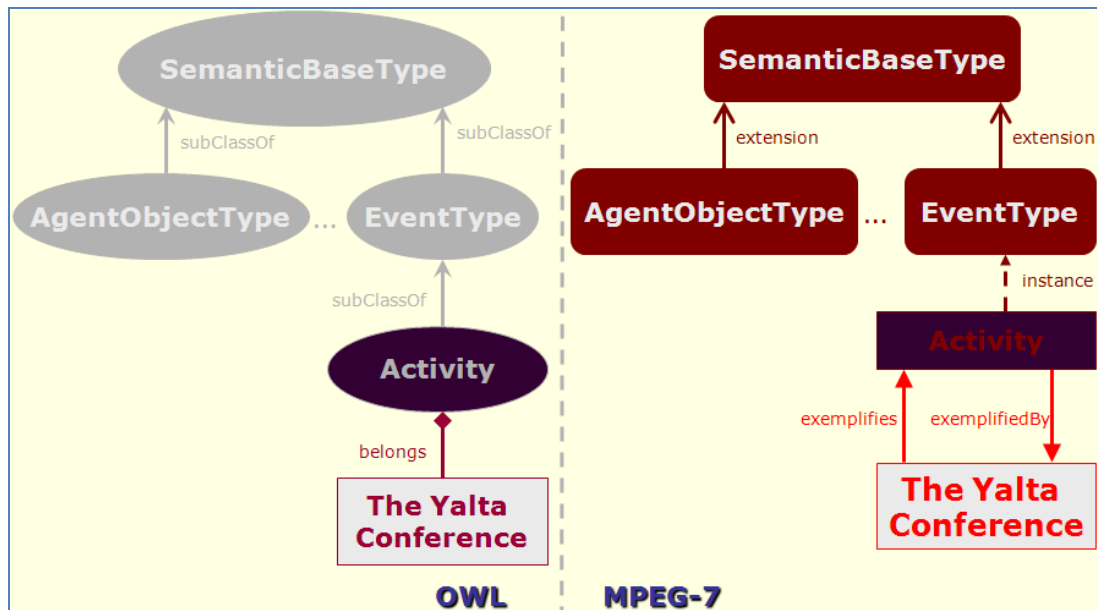 SemanticBaseType
subClassOf
subClassOf
AgentObjectType
...
EventType
subClassOf
Activity
belongs
The Yalta
Conference
OWL
SemanticBaseType
extension
extension
AgentObjectType
...
EventType
instance
Activity
exemplifies
exemplifiedBy
The Yalta
Conference
MPEG-7